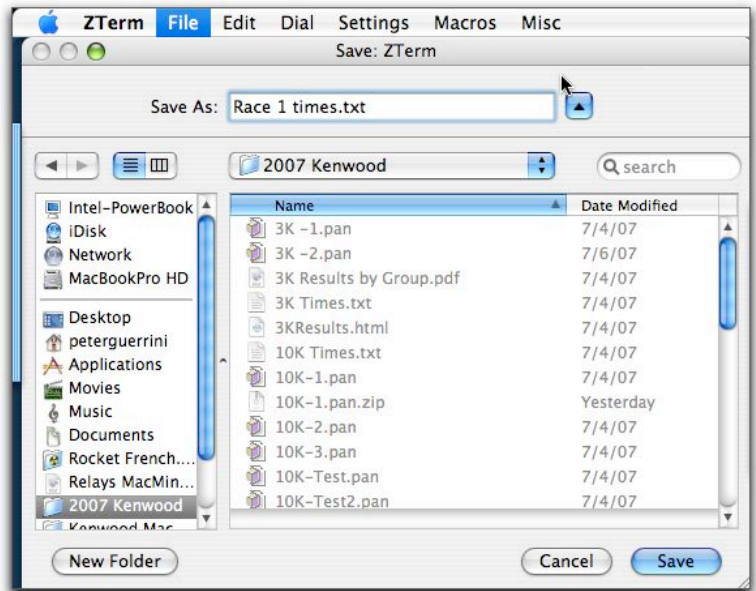 ZTerm File Edit Dial Settings Macros Misc
Save: ZTerm
Save As: Race 1 times.txt
2007 Kenwood
search
Intel-PowerBook
iDisk
Network
MacBookPro HD
Desktop
peterguerrini
Applications
Movies
Music
Documents
Rocket French....
Relays MacMin...
2007 Kenwood
Kenwood Mac
Name Date Modified
3K -1.pan 7/4/07
3K -2.pan 7/6/07
3K Results by Group.pdf 7/4/07
3K Times.txt 7/4/07
3KResults.html 7/4/07
10K Times.txt 7/4/07
10K-1.pan 7/4/07
10K-1.pan.zip Yesterday
10K-2.pan 7/4/07
10K-3.pan 7/4/07
10K-Test.pan 7/4/07
10K-Test2.pan 7/4/07
New Folder Cancel Save